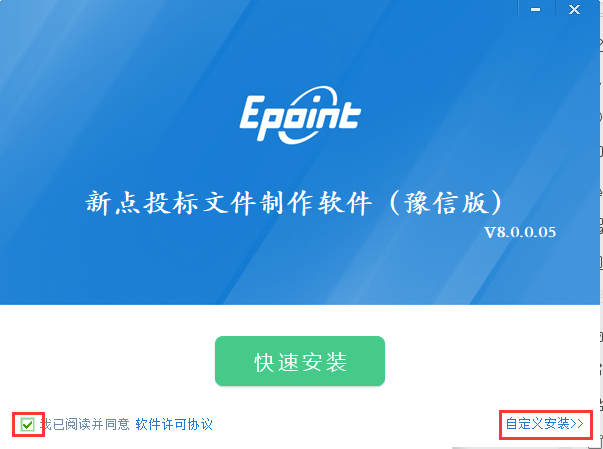 Epoint
新点投标文件制作软件（豫信版）
V8.0.0.05
快速安装
我已阅读并同意 软件许可协议
自定义安装>>